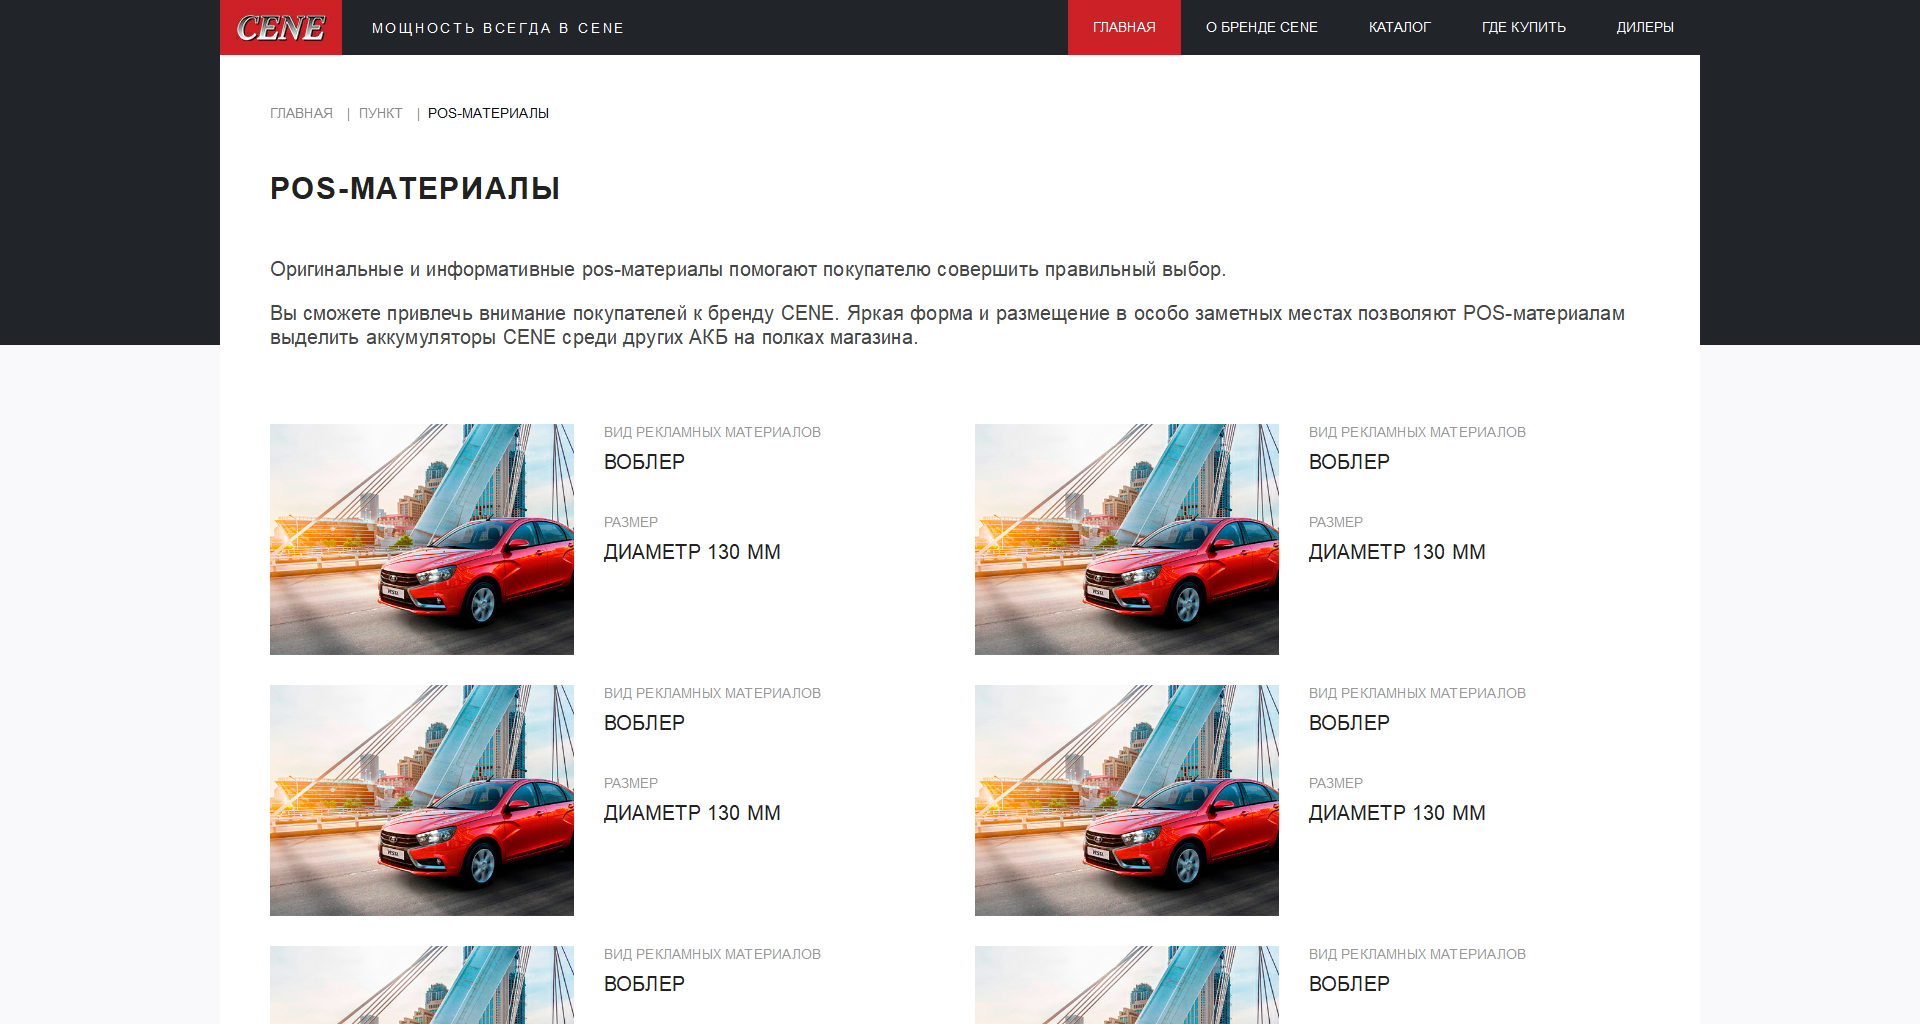 CENE
МОЩНОСТЬ ВСЕГДА В CENE
ГЛАВНАЯ
О БРЕНДЕ CENE
КАТАЛОГ
ГДЕ КУПИТЬ
ДИЛЕРЫ
ГЛАВНАЯ | ПУНКТ | POS-МАТЕРИАЛЫ
POS-МАТЕРИАЛЫ
Оригинальные и информативные pos-материалы помогают покупателю совершить правильный выбор.
Вы сможете привлечь внимание покупателей к бренду CENE. Яркая форма и размещение в особо заметных местах позволяют POS-материалам
выделить аккумуляторы CENE среди других АКБ на полках магазина.
ВИД РЕКЛАМНЫХ МАТЕРИАЛОВ
ВОБЛЕР
РАЗМЕР
ДИАМЕТР 130 ММ
ВИД РЕКЛАМНЫХ МАТЕРИАЛОВ
ВОБЛЕР
РАЗМЕР
ДИАМЕТР 130 ММ
ВИД РЕКЛАМНЫХ МАТЕРИАЛОВ
ВОБЛЕР
РАЗМЕР
ДИАМЕТР 130 ММ
ВИД РЕКЛАМНЫХ МАТЕРИАЛОВ
ВОБЛЕР
РАЗМЕР
ДИАМЕТР 130 ММ
ВИД РЕКЛАМНЫХ МАТЕРИАЛОВ
ВОБЛЕР
ВИД РЕКЛАМНЫХ МАТЕРИАЛОВ
ВОБЛЕР